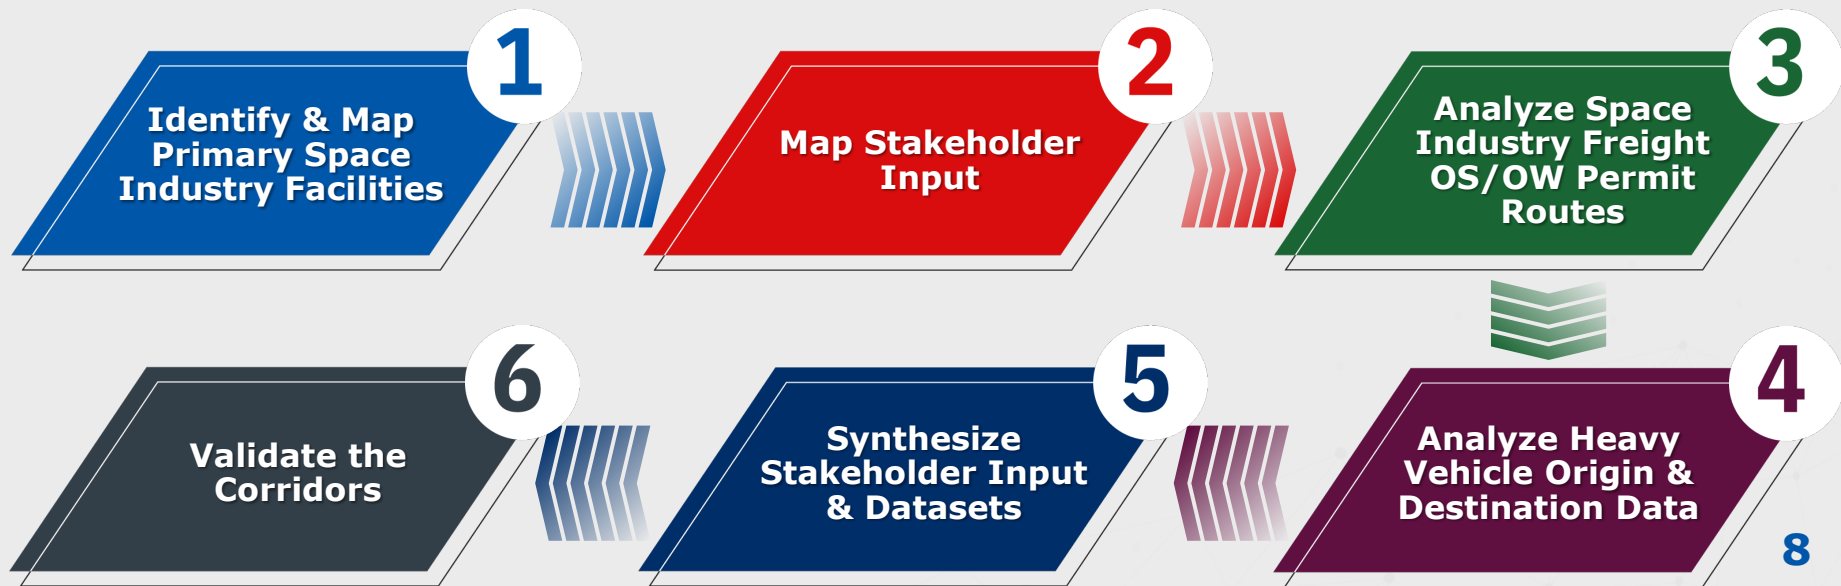 1
Identify & Map
Primary Space
Industry Facilities
2
Map Stakeholder
Input
3
Analyze Space
Industry Freight
OS/OW Permit
Routes
4
Analyze Heavy
Vehicle Origin &
Destination Data
5
Synthesize
Stakeholder Input
& Datasets
6
Validate the
Corridors
8